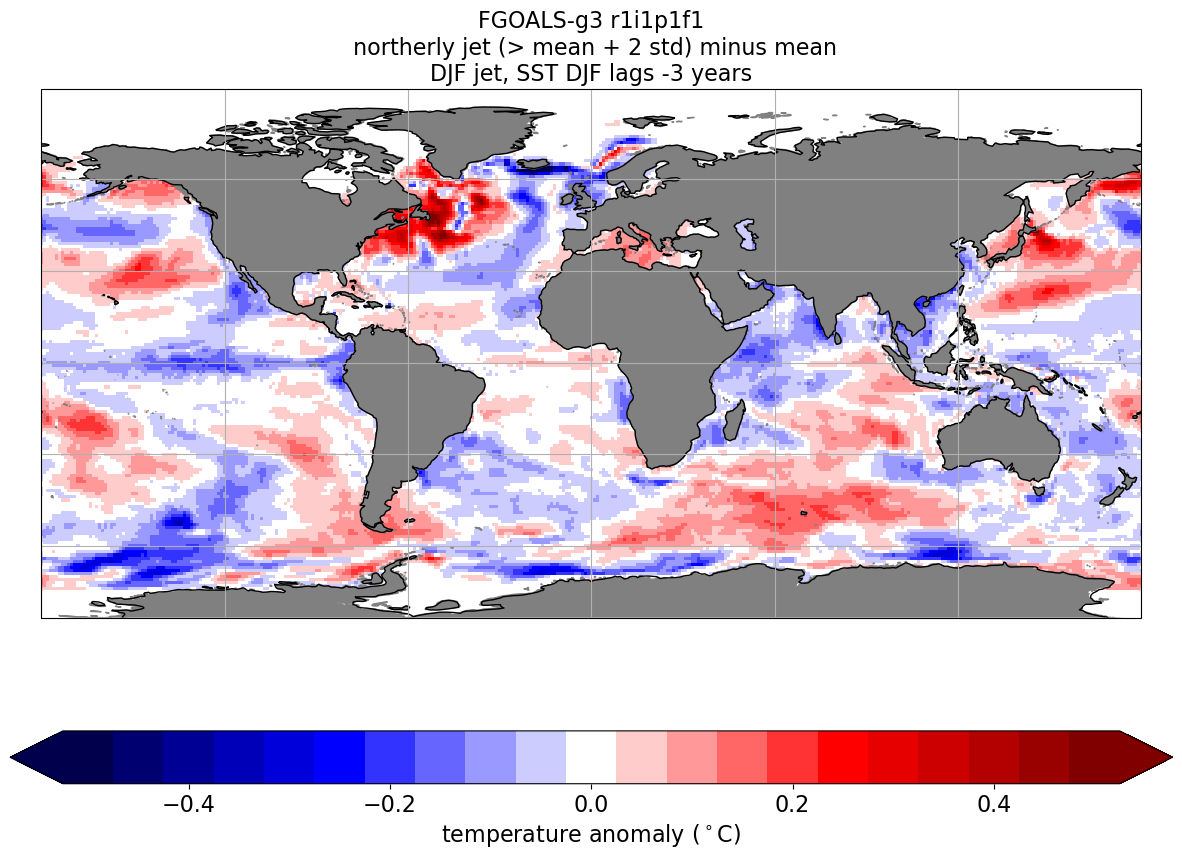 FGOALS-g3 r1i1p1f1
northerly jet (> mean + 2 std) minus mean
DJF jet, SST DJF lags -3 years
−0.4 −0.2 0.0 0.2 0.4
temperature anomaly (°C)